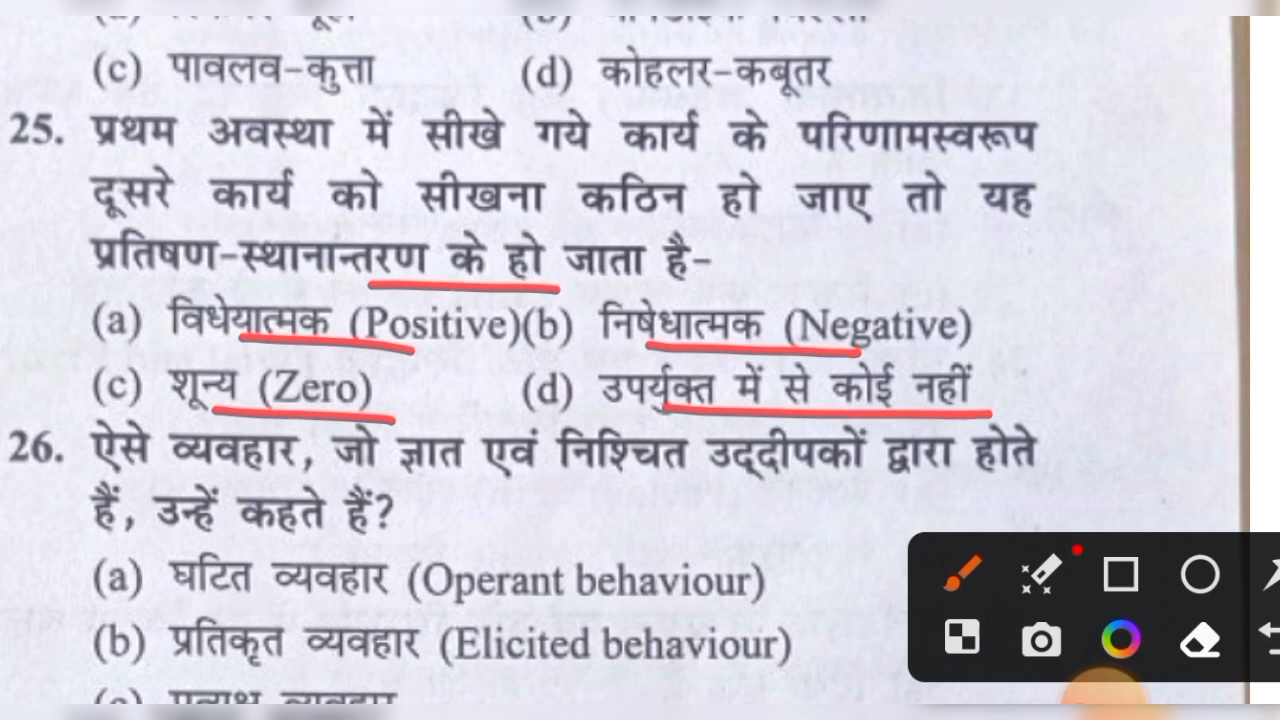 (c) पावलव-कुत्ता (d) कोहलर-कबूतर
25. प्रथम अवस्था में सीखे गये कार्य के परिणामस्वरूप
दूसरे कार्य को सीखना कठिन हो जाए तो यह
प्रतिषण-स्थानान्तरण के हो जाता है-
(a) विधेयात्मक (Positive)(b) निषेधात्मक (Negative)
(c) शून्य (Zero) (d) उपर्युक्त में से कोई नहीं
26. ऐसे व्यवहार, जो ज्ञात एवं निश्चित उद्दीपकों द्वारा होते
हैं, उन्हें कहते हैं?
(a) घटित व्यवहार (Operant behaviour)
(b) प्रतिकृत व्यवहार (Elicited behaviour)